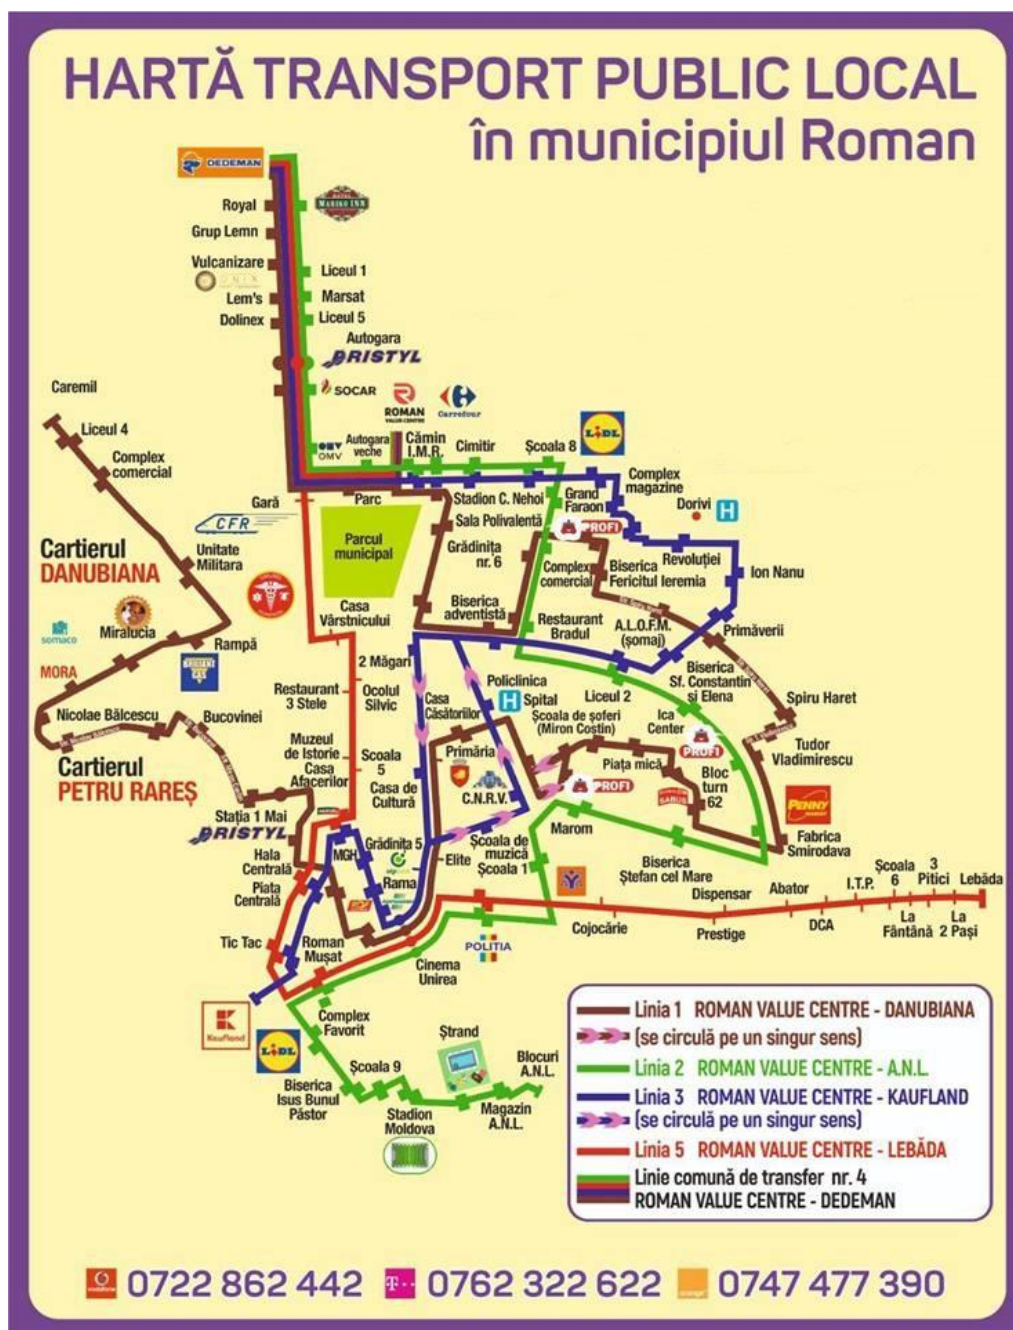 HARTĂ TRANSPORT PUBLIC LOCAL
în municipiul Roman
DEDEMAN
Royal
MARIKO INN
Grup Lemn
Vulcanizare
Liceul 1
Lem's
Marsat
Dolinex
Liceul 5
Autogara
DRISTYL
SOCAR
ROMAN
VALUE CENTRE
Carrefour
Caremil
Liceul 4
Complex
comercial
OMV
Autogara
veche
Cămin
I.M.R.
Cimitir
Școala 8
LIDL
Complex
magazine
Gară
CFR
Parc
Stadion C. Nehoi
Grand
Faraon
PROFI
Dorivi
H
Sala Polivalentă
Parcul
municipal
Unitate
Militara
Cartierul
DANUBIANA
Grădinița
nr. 6
Complex
comercial
Biserica
Fericitul Ieremia
Revoluției
Ion Nanu
Casa
Vârstnicului
Biserica
adventistă
Restaurant
Bradul
A.L.O.F.M.
(șomaj)
Primăverii
somaco
Miralucia
Rampă
MORA
2 Măgari
Policlinica
Biserica
Sf. Constantin
și Elena
Restaurant
3 Stele
Ocolul
Silvic
Casa
Căsătoriilor
H
Spital
Liceul 2
Spiru Haret
Nicolae Bălcescu
Bucovinei
Școala de șoferi
(Miron Costin)
Ica
Center
PROFI
Cartierul
PETRU RAREȘ
Muzeul
de Istorie
Casa
Afacerilor
Școala
5
Casa de
Cultură
Primăria
C.N.R.V.
PROFI
Piața mică
Bloc
turn
62
Tudor
Vladimirescu
SABUS
PENNY
Stația 1 Mai
DRISTYL
Marom
Fabrica
Smirodava
Hala
Centrală
MGH
Grădinița 5
Elite
Școala de
muzică
Școala 1
Biserica
Ștefan cel Mare
Piața
Centrală
Rama
Dispensar
Abator
I.T.P.
Școala
6
3
Pitici
Lebăda
Tic Tac
Roman
Mușat
POLITIA
Cojocărie
Prestige
DCA
La
Fântână
La
2 Pași
Cinema
Unirea
Kaufland
LIDL
Complex
Favorit
Ștrand
Școala 9
Blocuri
A.N.L.
Biserica
Isus Bunul
Păstor
Stadion
Moldova
Magazin
A.N.L.
Linia 1 ROMAN VALUE CENTRE - DANUBIANA
(se circulă pe un singur sens)
Linia 2 ROMAN VALUE CENTRE - A.N.L.
Linia 3 ROMAN VALUE CENTRE - KAUFLAND
(se circulă pe un singur sens)
Linia 5 ROMAN VALUE CENTRE - LEBĂDA
Linie comună de transfer nr. 4
ROMAN VALUE CENTRE - DEDEMAN
0722 862 442
T
0762 322 622
0747 477 390